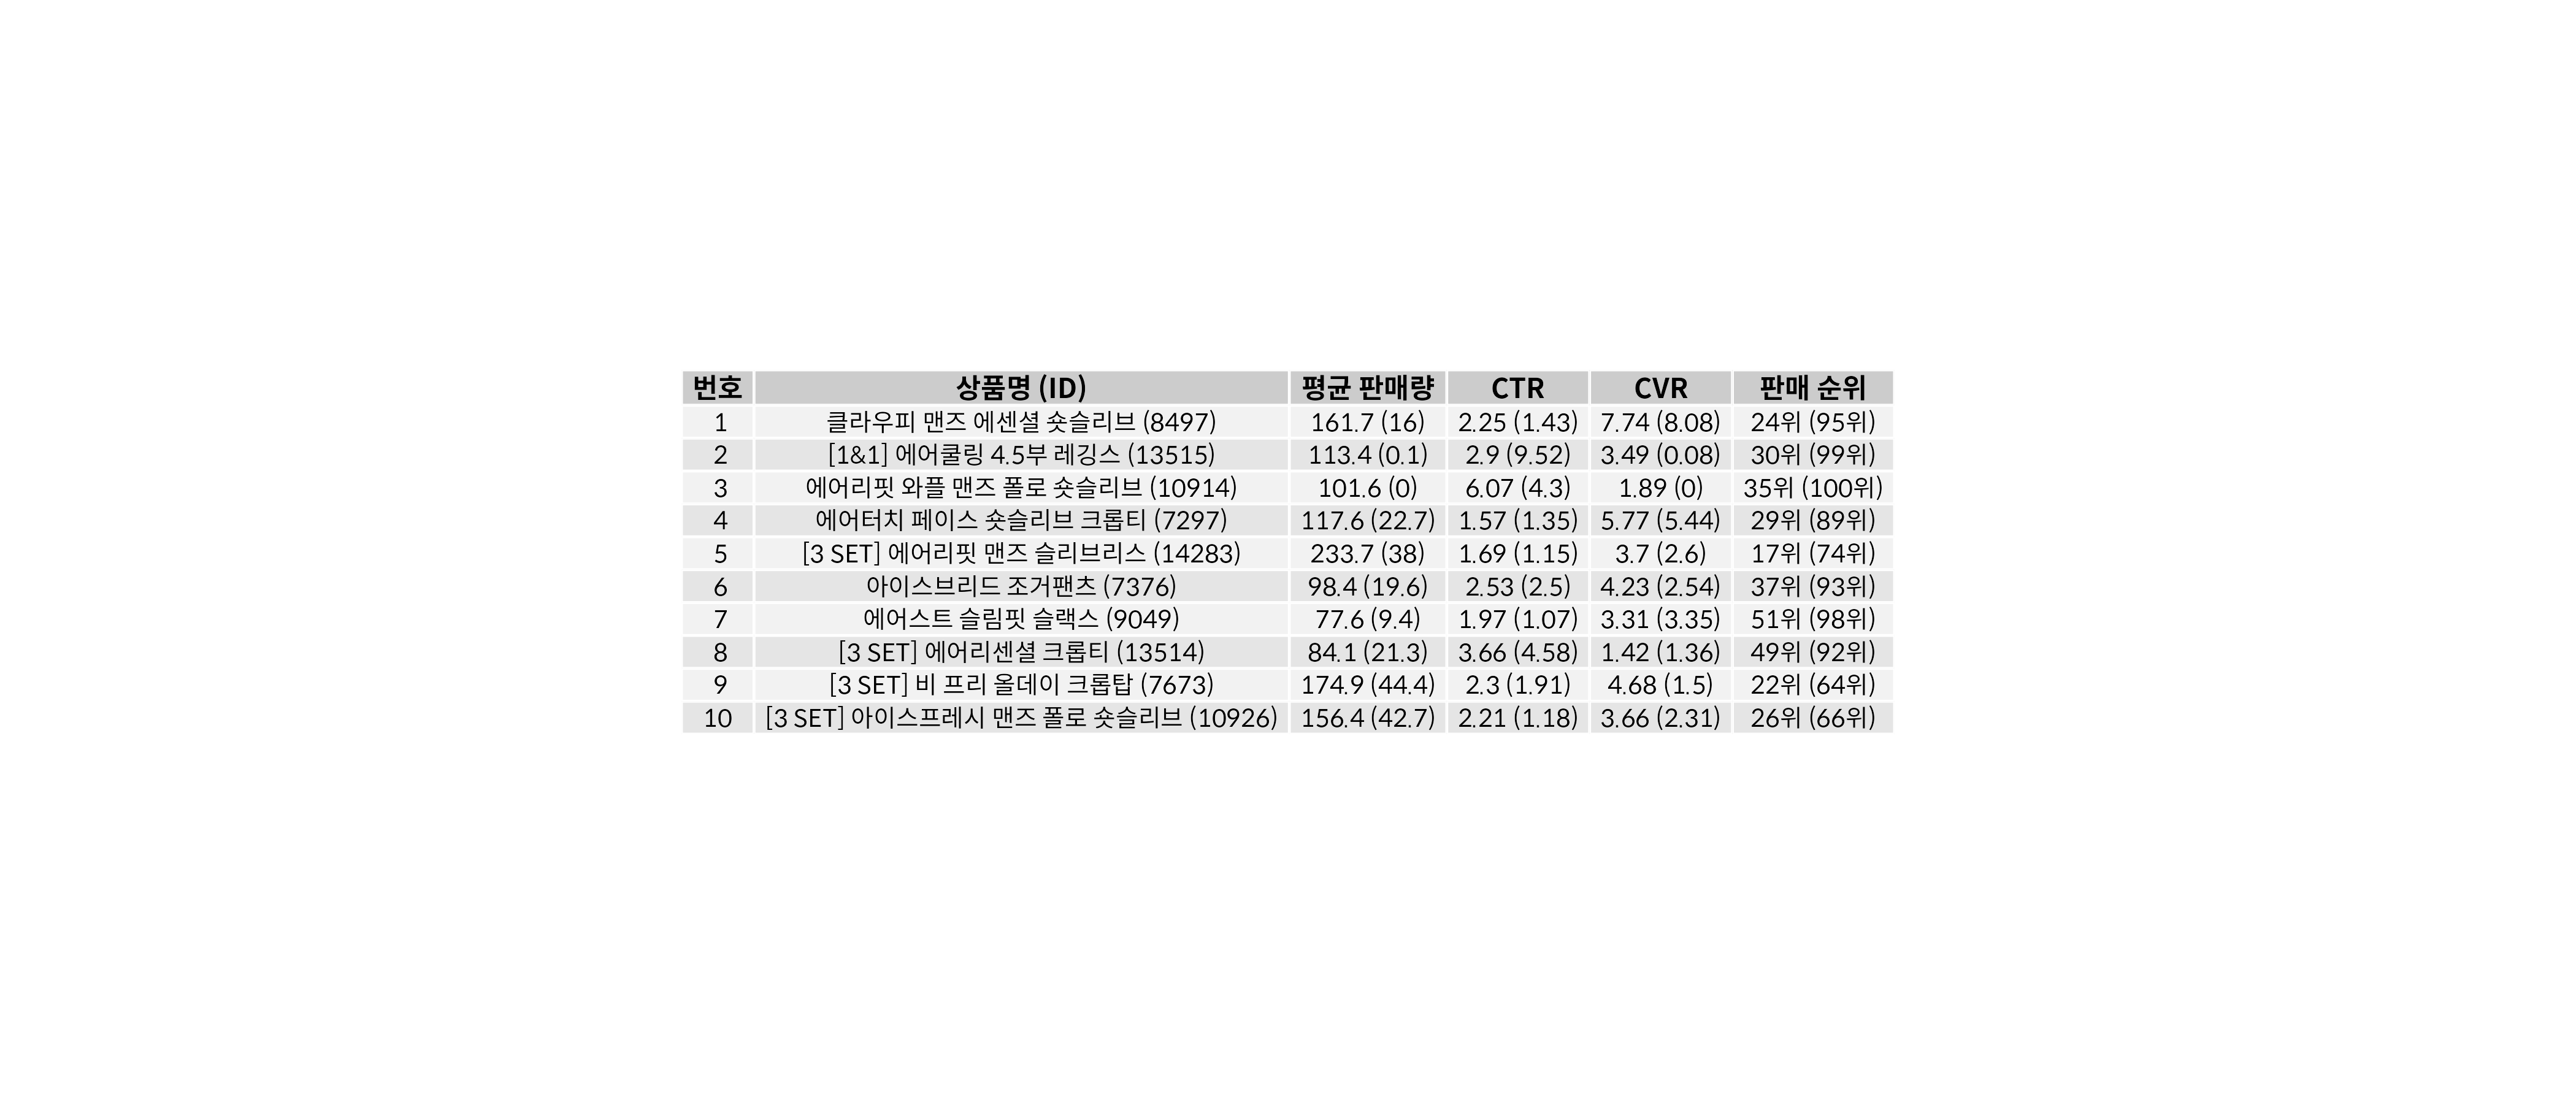 번호 상품명 (ID) 평균 판매량 CTR CVR 판매 순위
1 클라우피 맨즈 에센셜 숏슬리브 (8497) 161.7 (16) 2.25 (1.43) 7.74 (8.08) 24위 (95위)
2 [1&1] 에어쿨링 4.5부 레깅스 (13515) 113.4 (0.1) 2.9 (9.52) 3.49 (0.08) 30위 (99위)
3 에어리핏 와플 맨즈 폴로 숏슬리브 (10914) 101.6 (0) 6.07 (4.3) 1.89 (0) 35위 (100위)
4 에어터치 페이스 숏슬리브 크롭티 (7297) 117.6 (22.7) 1.57 (1.35) 5.77 (5.44) 29위 (89위)
5 [3 SET] 에어리핏 맨즈 슬리브리스 (14283) 233.7 (38) 1.69 (1.15) 3.7 (2.6) 17위 (74위)
6 아이스브리드 조거팬츠 (7376) 98.4 (19.6) 2.53 (2.5) 4.23 (2.54) 37위 (93위)
7 에어스트 슬림핏 슬랙스 (9049) 77.6 (9.4) 1.97 (1.07) 3.31 (3.35) 51위 (98위)
8 [3 SET] 에어리센셜 크롭티 (13514) 84.1 (21.3) 3.66 (4.58) 1.42 (1.36) 49위 (92위)
9 [3 SET] 비 프리 올데이 크롭탑 (7673) 174.9 (44.4) 2.3 (1.91) 4.68 (1.5) 22위 (64위)
10 [3 SET] 아이스프레시 맨즈 폴로 숏슬리브 (10926) 156.4 (42.7) 2.21 (1.18) 3.66 (2.31) 26위 (66위)